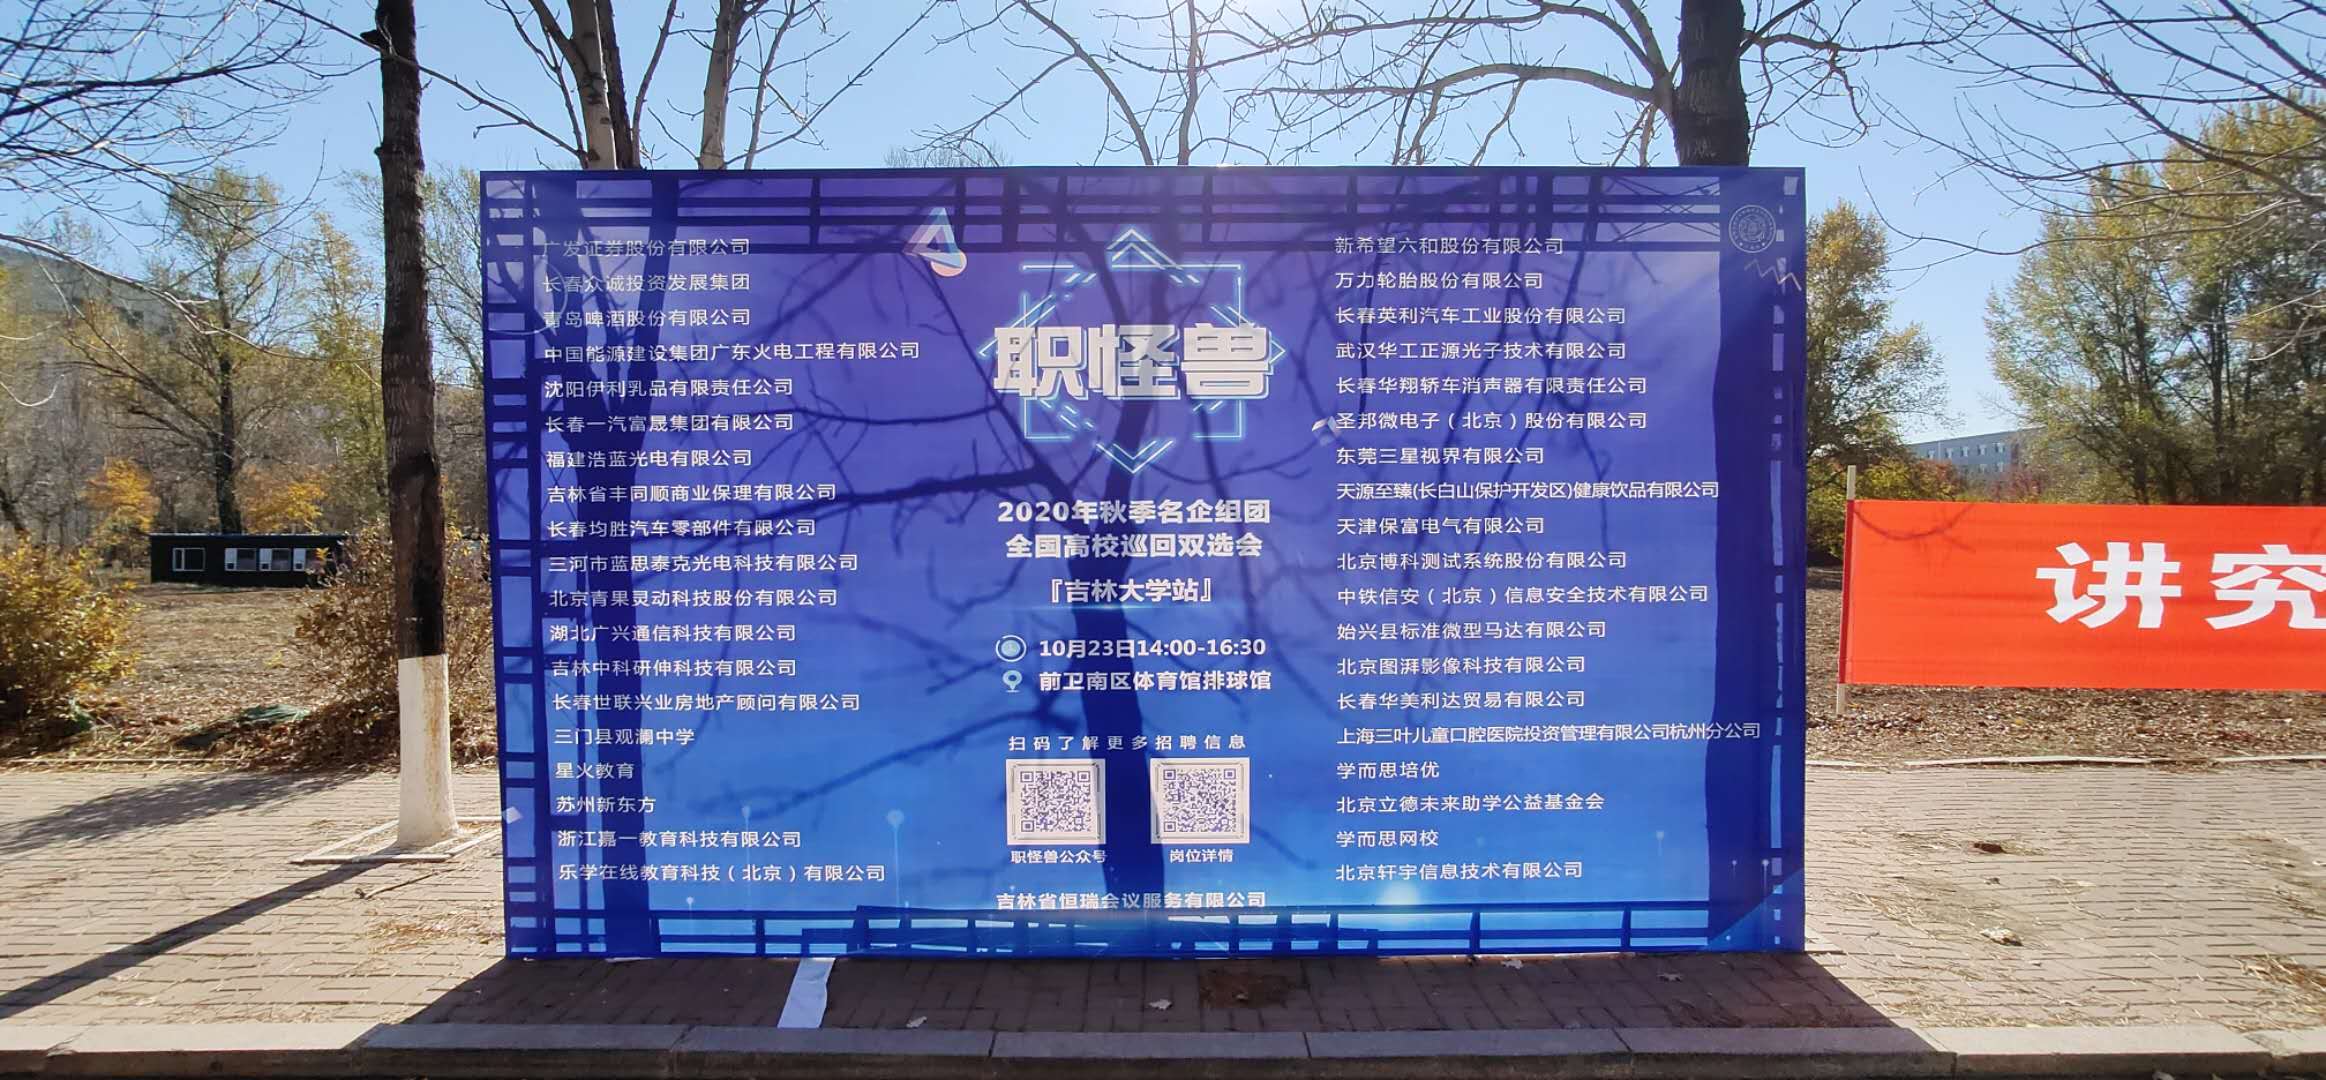 广发证券股份有限公司
长春众诚投资发展集团
青岛啤酒股份有限公司
中国能源建设集团广东火电工程有限公司
沈阳伊利乳品有限责任公司
长春一汽富晟集团有限公司
福建浩蓝光电有限公司
吉林省丰同顺商业保理有限公司
长春均胜汽车零部件有限公司
三河市蓝思泰克光电科技有限公司
北京青果灵动科技股份有限公司
湖北广兴通信科技有限公司
吉林中科研伸科技有限公司
长春世联兴业房地产顾问有限公司
三门县观澜中学
星火教育
苏州新东方
浙江嘉一教育科技有限公司
乐学在线教育科技（北京）有限公司
职怪兽
2020年秋季名企组团
全国高校巡回双选会
『吉林大学站』
10月23日14:00-16:30
前卫南区体育馆排球馆
扫码了解更多招聘信息
职怪兽公众号
岗位详情
吉林省恒瑞会议服务有限公司
新希望六和股份有限公司
万力轮胎股份有限公司
长春英利汽车工业股份有限公司
武汉华工正源光子技术有限公司
长春华翔轿车消声器有限责任公司
圣邦微电子（北京）股份有限公司
东莞三星视界有限公司
天源至臻(长白山保护开发区)健康饮品有限公司
天津保富电气有限公司
北京博科测试系统股份有限公司
中铁信安（北京）信息安全技术有限公司
始兴县标准微型马达有限公司
北京图湃影像科技有限公司
长春华美利达贸易有限公司
上海三叶儿童口腔医院投资管理有限公司杭州分公司
学而思培优
北京立德未来助学公益基金会
学而思网校
北京轩宇信息技术有限公司
讲究